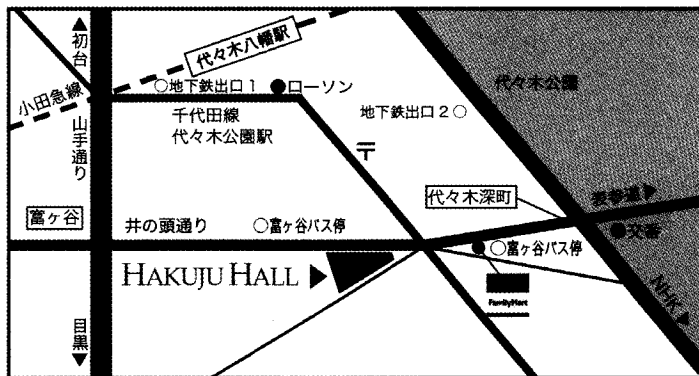 ▲初台
代々木八幡駅
小田急線
○地下鉄出口1
●ローソン
代々木公園
地下鉄出口2○
千代田線
代々木公園駅
山手通り
〒
富ヶ谷
井の頭通り
○富ヶ谷バス停
代々木深町
表参道▶
●交番
●○富ヶ谷バス停
HAKUJU HALL ▶
FamilyMart
NHK▶
目黒▼